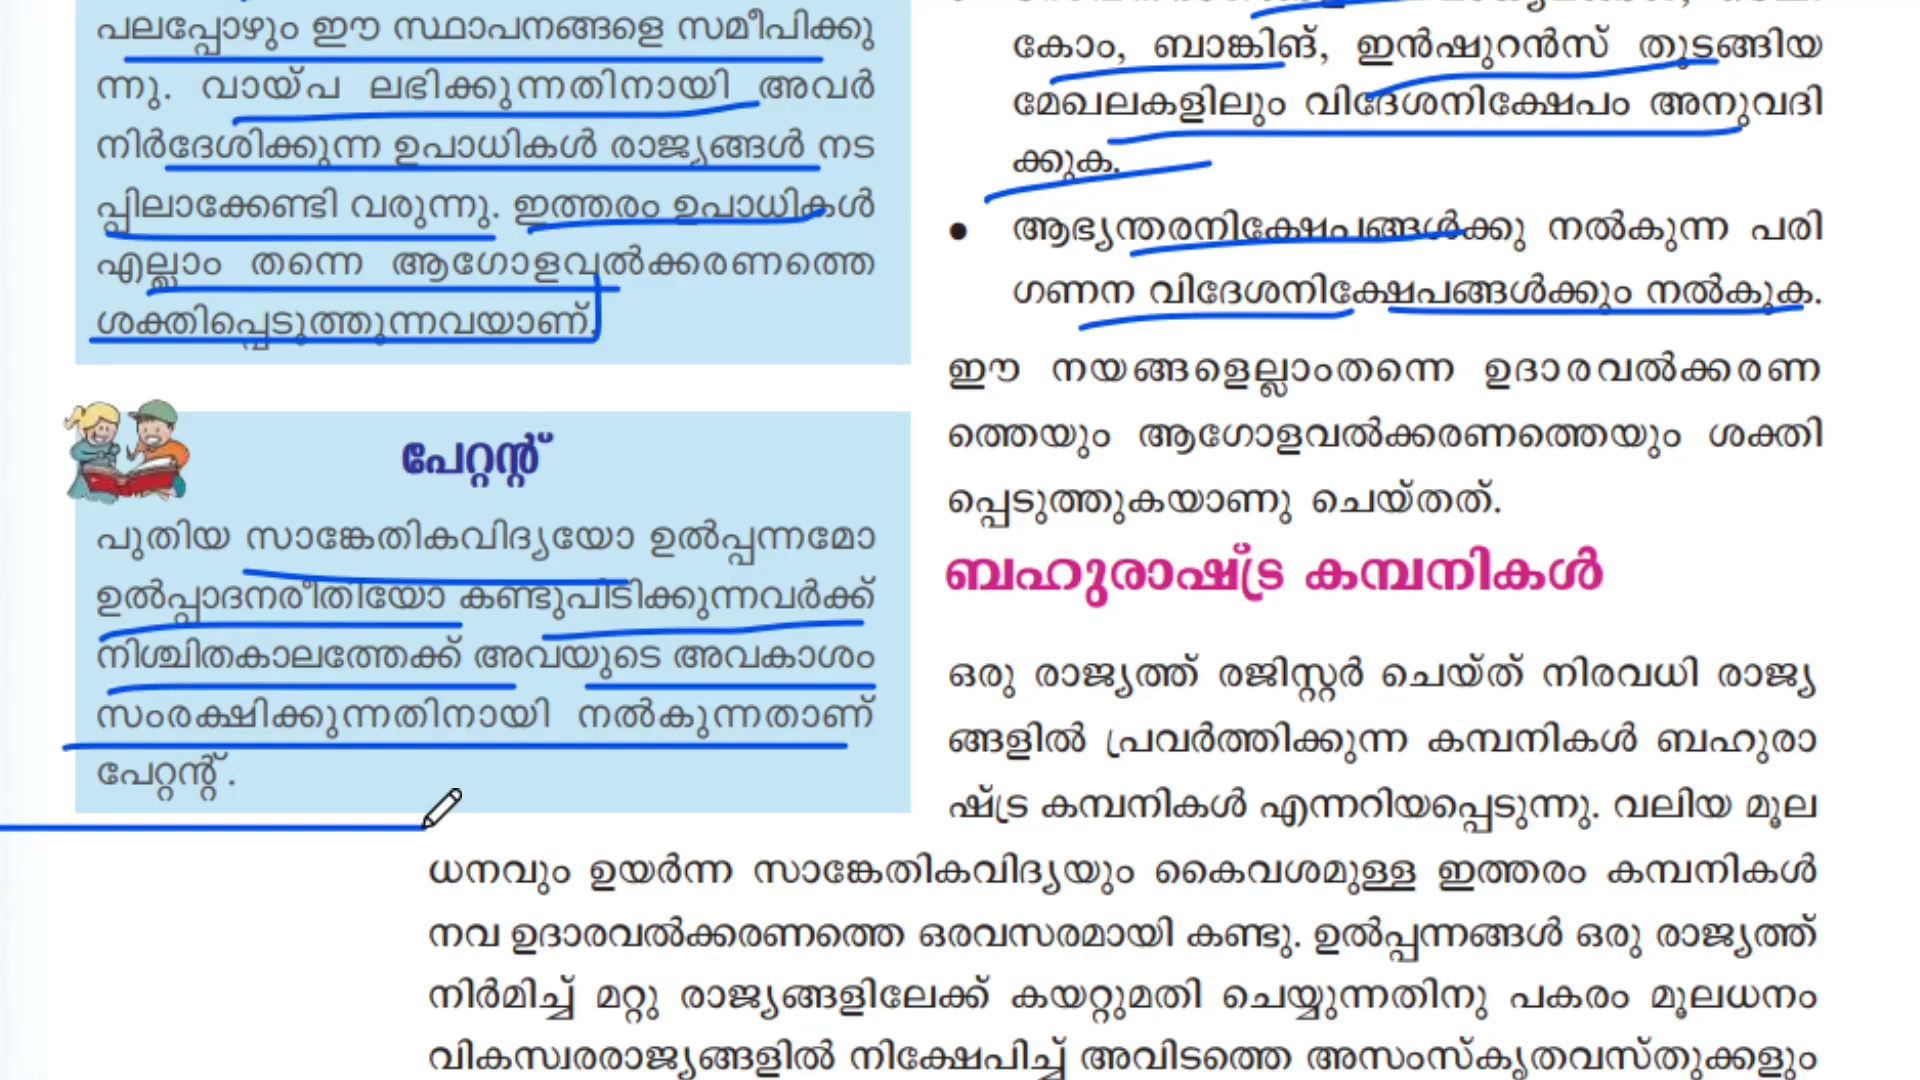 പലപ്പോഴും ഈ സ്ഥാപനങ്ങളെ സമീപിക്കു
ന്നു. വായ്പ ലഭിക്കുന്നതിനായി അവർ
നിർദേശിക്കുന്ന ഉപാധികൾ രാജ്യങ്ങൾ നട
പ്പിലാക്കേണ്ടി വരുന്നു. ഇത്തരം ഉപാധികൾ
എല്ലാം തന്നെ ആഗോളവൽക്കരണത്തെ
ശക്തിപ്പെടുത്തുന്നവയാണ്.
പേറ്റന്റ്
പുതിയ സാങ്കേതികവിദ്യയോ ഉൽപ്പന്നമോ
ഉൽപ്പാദനരീതിയോ കണ്ടുപിടിക്കുന്നവർക്ക്
നിശ്ചിതകാലത്തേക്ക് അവയുടെ അവകാശം
സംരക്ഷിക്കുന്നതിനായി നൽകുന്നതാണ്
പേറ്റന്റ്.
കോം, ബാങ്കിങ്, ഇൻഷുറൻസ് തുടങ്ങിയ
മേഖലകളിലും വിദേശനിക്ഷേപം അനുവദി
ക്കുക.
● ആഭ്യന്തരനിക്ഷേപങ്ങൾക്കു നൽകുന്ന പരി
ഗണന വിദേശനിക്ഷേപങ്ങൾക്കും നൽകുക.
ഈ നയങ്ങളെല്ലാംതന്നെ ഉദാരവൽക്കരണ
ത്തെയും ആഗോളവൽക്കരണത്തെയും ശക്തി
പ്പെടുത്തുകയാണു ചെയ്തത്.
ബഹുരാഷ്ട്ര കമ്പനികൾ
ഒരു രാജ്യത്ത് രജിസ്റ്റർ ചെയ്ത് നിരവധി രാജ്യ
ങ്ങളിൽ പ്രവർത്തിക്കുന്ന കമ്പനികൾ ബഹുരാ
ഷ്ട്ര കമ്പനികൾ എന്നറിയപ്പെടുന്നു. വലിയ മൂല
ധനവും ഉയർന്ന സാങ്കേതികവിദ്യയും കൈവശമുള്ള ഇത്തരം കമ്പനികൾ
നവ ഉദാരവൽക്കരണത്തെ ഒരവസരമായി കണ്ടു. ഉൽപ്പന്നങ്ങൾ ഒരു രാജ്യത്ത്
നിർമിച്ച് മറ്റു രാജ്യങ്ങളിലേക്ക് കയറ്റുമതി ചെയ്യുന്നതിനു പകരം മൂലധനം
വികസ്വരരാജ്യങ്ങളിൽ നിക്ഷേപിച്ച് അവിടത്തെ അസംസ്കൃതവസ്തുക്കളും